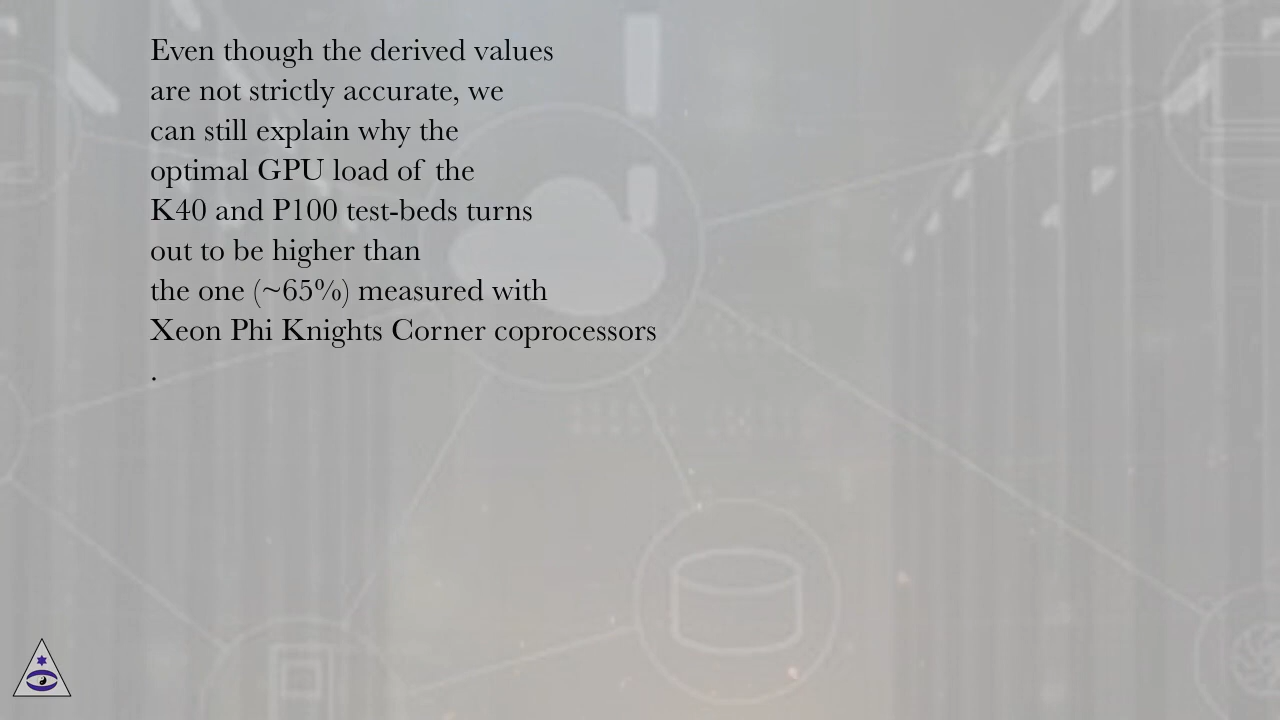 Even though the derived values
are not strictly accurate, we
can still explain why the
optimal GPU load of the
K40 and P100 test-beds turns
out to be higher than
the one (~65%) measured with
Xeon Phi Knights Corner coprocessors
.